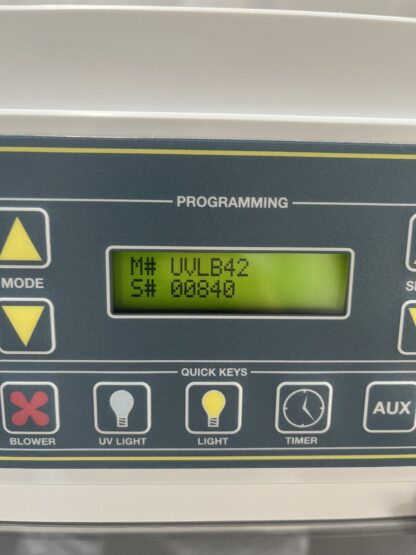 PROGRAMMING
M# UVLB42
S# 00840
MODE
QUICK KEYS
AUX
BLOWER
UV LIGHT
LIGHT
TIMER